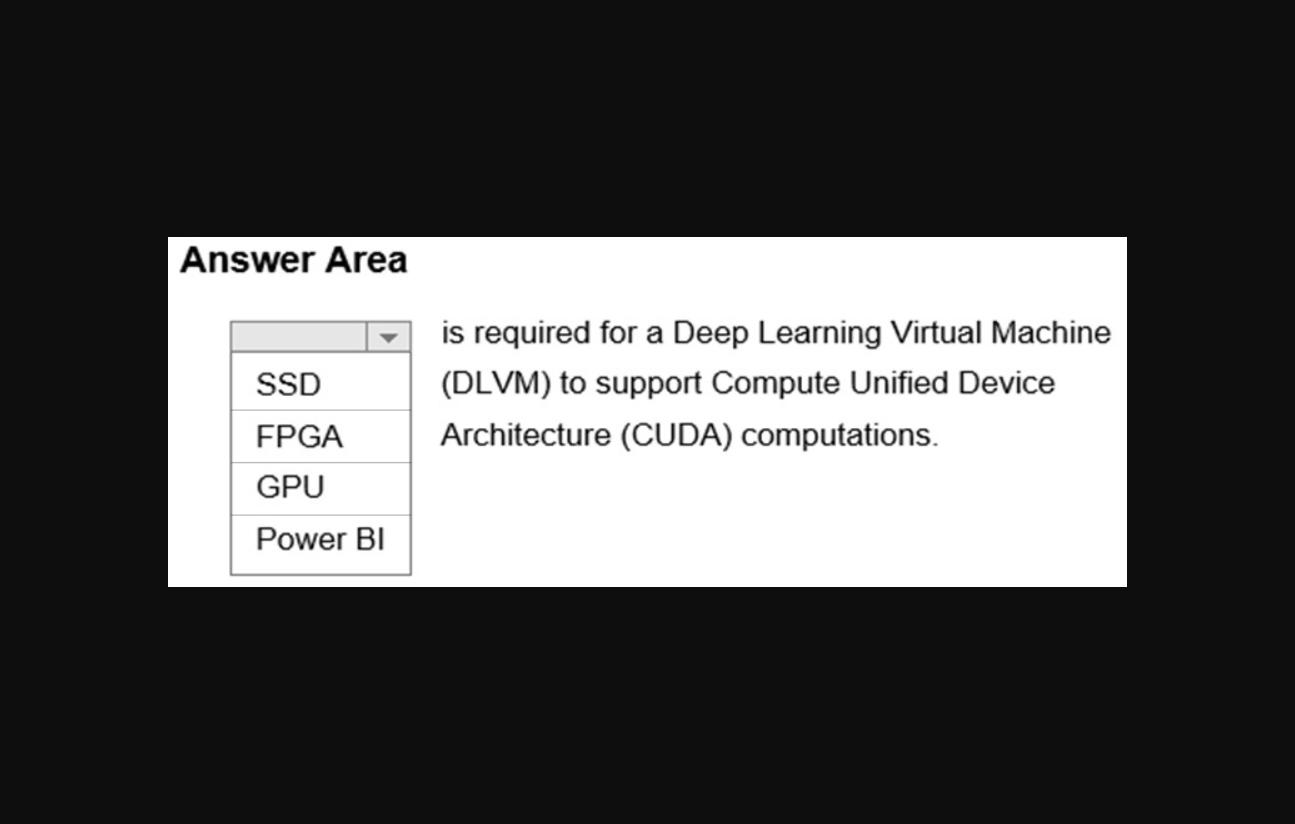 Answer Area
is required for a Deep Learning Virtual Machine
SSD
(DLVM) to support Compute Unified Device
FPGA
Architecture (CUDA) computations.
GPU
Power BI